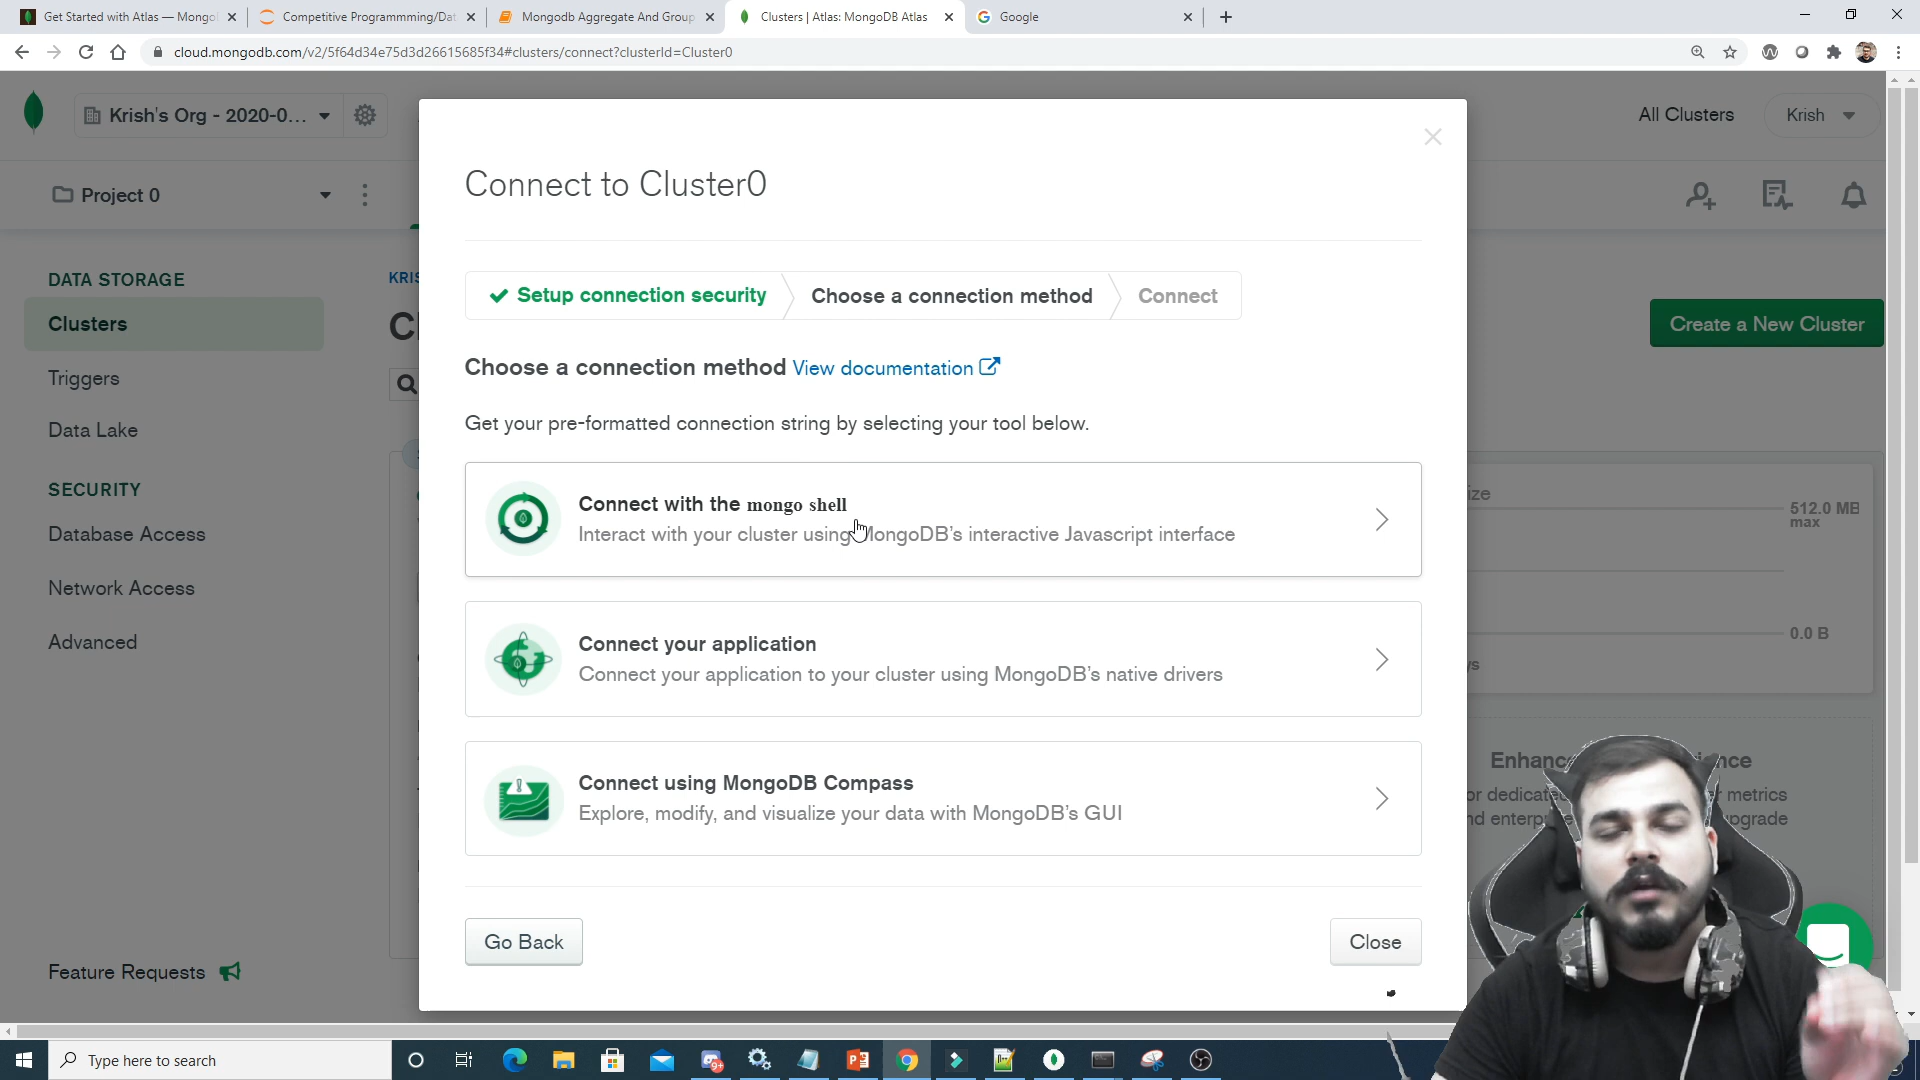 Get Started with Atlas — Mongo
Competitive Programmming/Dat
Mongodb Aggregate And Group
Clusters | Atlas: MongoDB Atlas
Google
cloud.mongodb.com/v2/5f64d34e75d3d26615685f34#clusters/connect?clusterId=Cluster0
Krish's Org - 2020-0...
All Clusters
Krish
Project 0
Connect to Cluster0
DATA STORAGE
Clusters
Triggers
Data Lake
SECURITY
Database Access
Network Access
Advanced
Feature Requests
KRIS
Cl
Setup connection security
Choose a connection method
Connect
Create a New Cluster
Choose a connection method View documentation
Get your pre-formatted connection string by selecting your tool below.
Connect with the mongo shell
Interact with your cluster using MongoDB's interactive Javascript interface
Connect your application
Connect your application to your cluster using MongoDB's native drivers
Connect using MongoDB Compass
Explore, modify, and visualize your data with MongoDB's GUI
Go Back
Close
ize
512.0 MB
max
0.0 B
metrics
Type here to search